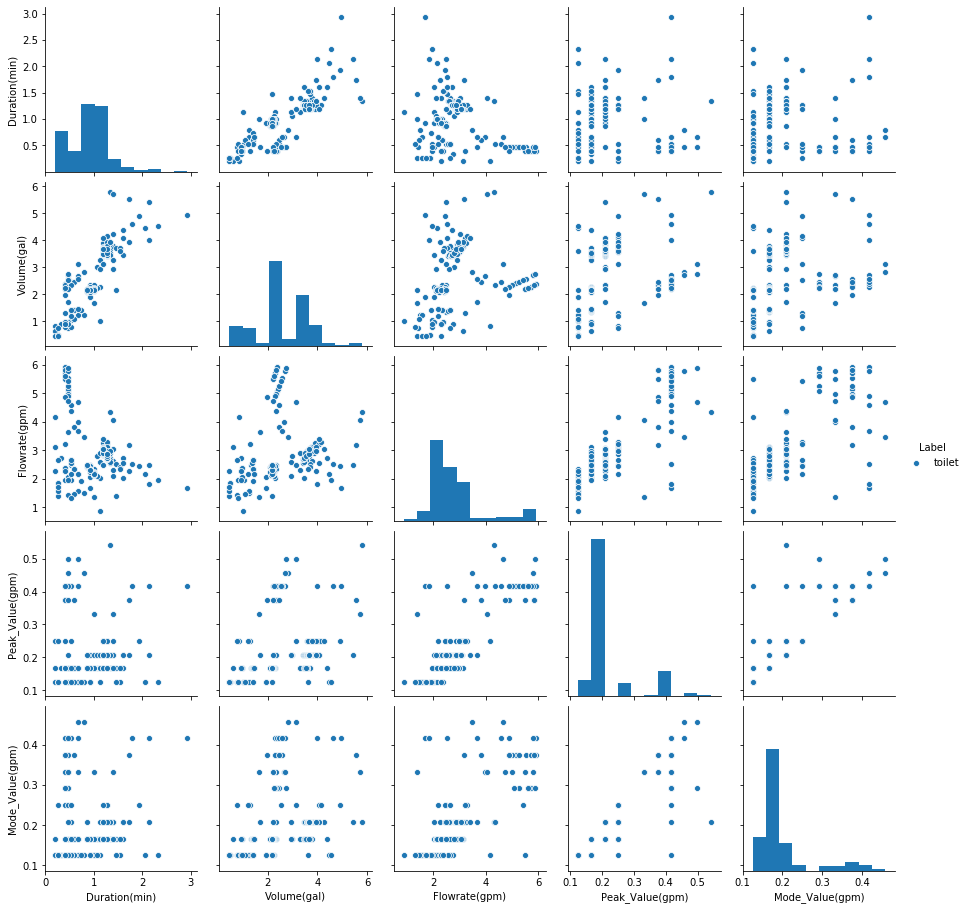 3.0
2.5
2.0
1.5
1.0
0.5
Duration(min)
6
5
4
3
2
1
Volume(gal)
6
5
4
3
2
1
Flowrate(gpm)
Label
toilet
0.5
0.4
0.3
0.2
0.1
Peak_Value(gpm)
0.4
0.3
0.2
0.1
Mode_Value(gpm)
0 1 2 3
2 4 6
2 4 6
0.1 0.2 0.3 0.4 0.5
0.1 0.2 0.3 0.4
Duration(min) Volume(gal) Flowrate(gpm) Peak_Value(gpm) Mode_Value(gpm)